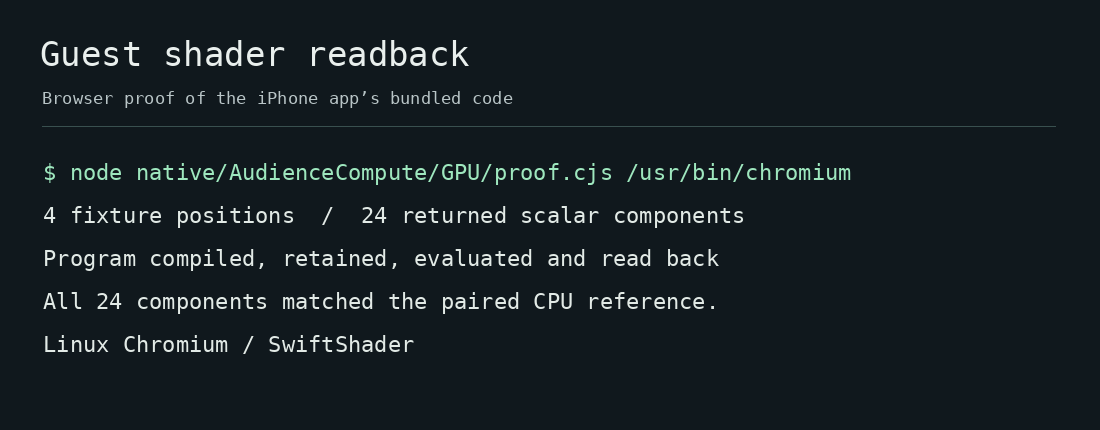 Guest shader readback
Browser proof of the iPhone app’s bundled code
$ node native/AudienceCompute/GPU/proof.cjs /usr/bin/chromium
4 fixture positions  /  24 returned scalar components
Program compiled, retained, evaluated and read back
All 24 components matched the paired CPU reference.
Linux Chromium / SwiftShader